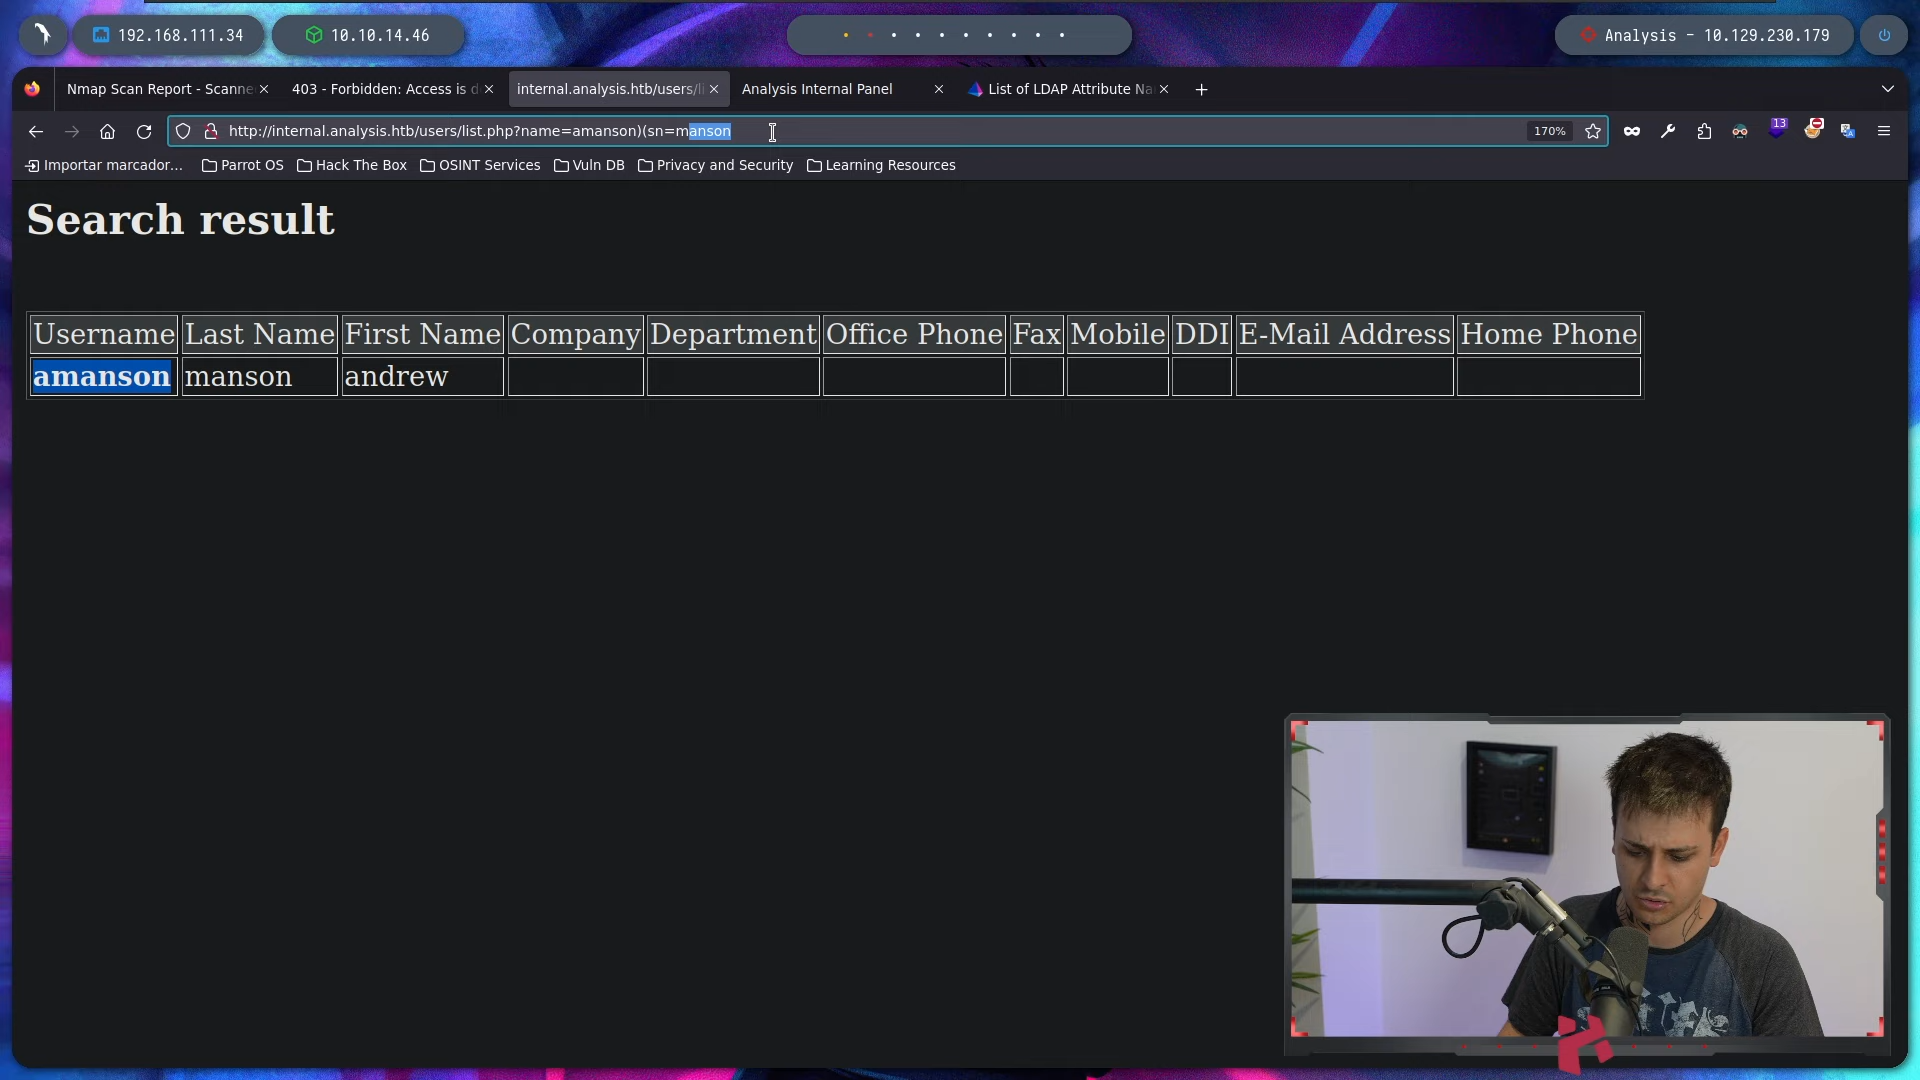 192.168.111.34
10.10.14.46
Analysis - 10.129.230.179
Nmap Scan Report - Scanne
403 - Forbidden: Access is d
internal.analysis.htb/users/li
Analysis Internal Panel
List of LDAP Attribute Na
http://internal.analysis.htb/users/list.php?name=amanson)(sn=manson
170%
13
Importar marcador...
Parrot OS
Hack The Box
OSINT Services
Vuln DB
Privacy and Security
Learning Resources
Search result
Username Last Name First Name Company Department Office Phone Fax Mobile DDI E-Mail Address Home Phone
amanson manson andrew